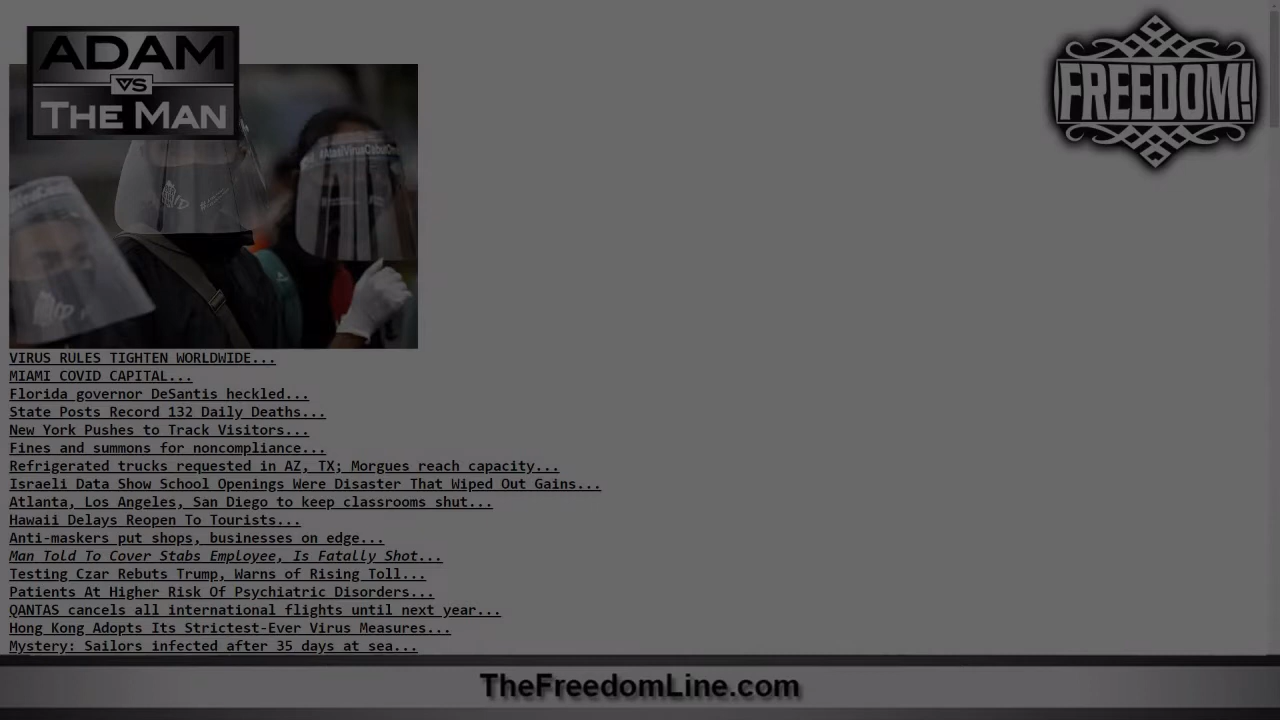 ADAM
VS
THE MAN
FREEDOM!
VIRUS RULES TIGHTEN WORLDWIDE...
MIAMI COVID CAPITAL...
Florida governor DeSantis heckled...
State Posts Record 132 Daily Deaths...
New York Pushes to Track Visitors...
Fines and summons for noncompliance...
Refrigerated trucks requested in AZ, TX; Morgues reach capacity...
Israeli Data Show School Openings Were Disaster That Wiped Out Gains...
Atlanta, Los Angeles, San Diego to keep classrooms shut...
Hawaii Delays Reopen To Tourists...
Anti-maskers put shops, businesses on edge...
Man Told To Cover Stabs Employee, Is Fatally Shot...
Testing Czar Rebuts Trump, Warns of Rising Toll...
Patients At Higher Risk Of Psychiatric Disorders...
QANTAS cancels all international flights until next year...
Hong Kong Adopts Its Strictest-Ever Virus Measures...
Mystery: Sailors infected after 35 days at sea...
TheFreedomLine.com